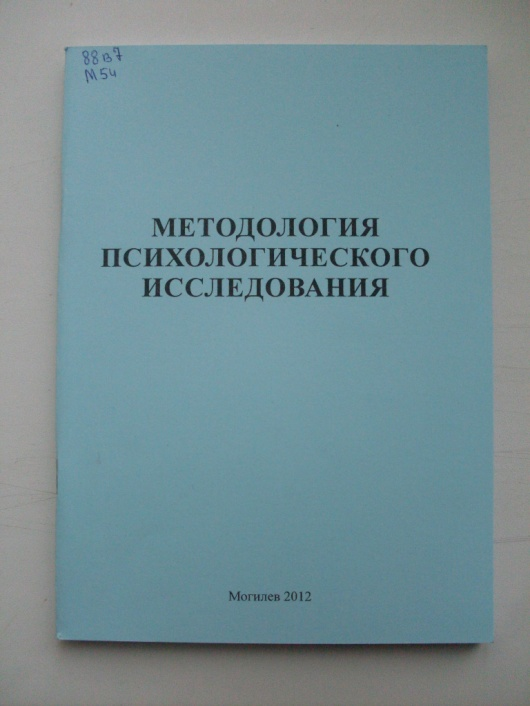 88в7
М54
МЕТОДОЛОГИЯ
ПСИХОЛОГИЧЕСКОГО
ИССЛЕДОВАНИЯ
Могилев 2012